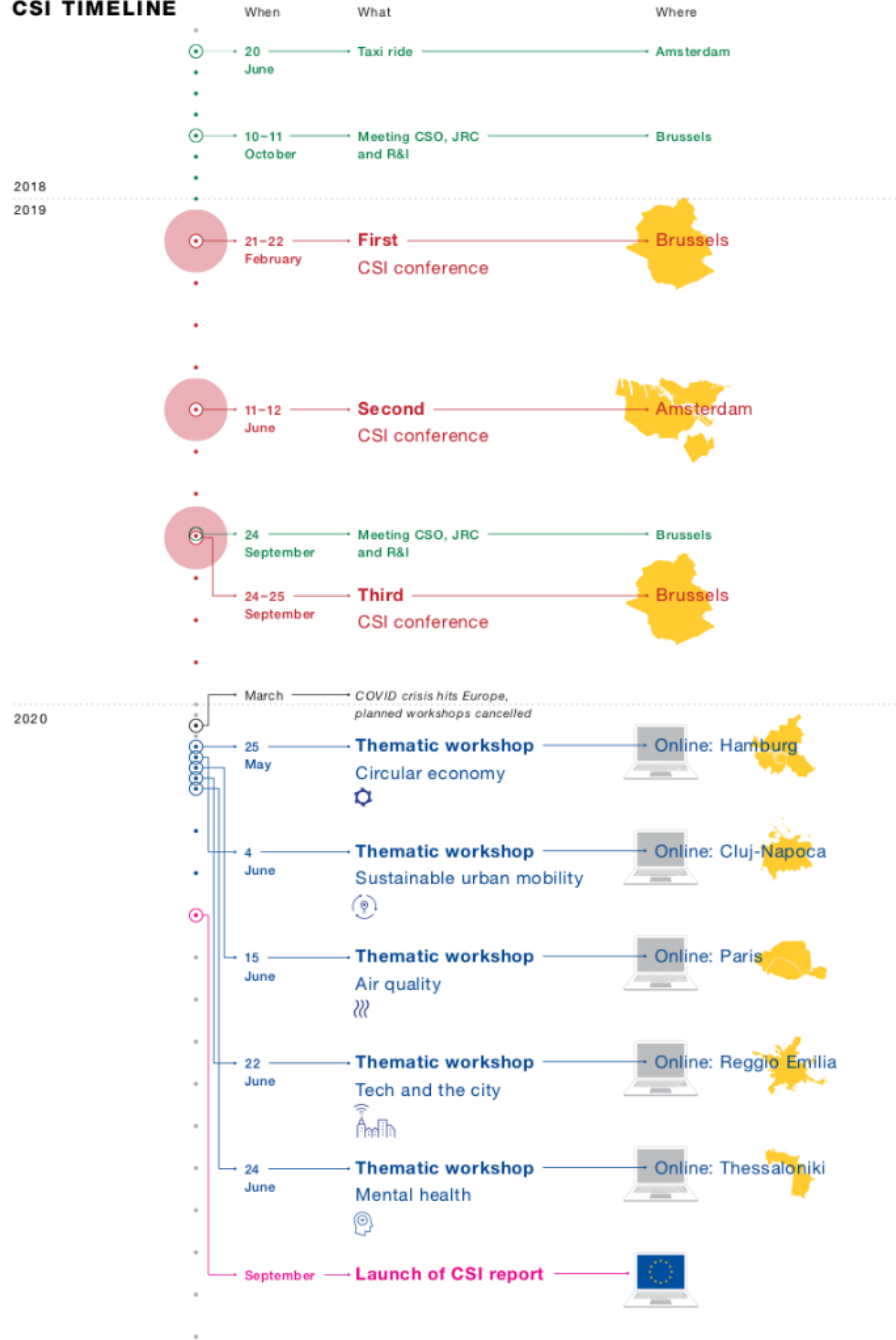 CSI TIMELINE
When What Where
20 June Taxi ride Amsterdam
10–11 October Meeting CSO, JRC and R&I Brussels
2018
2019
21–22 February First CSI conference Brussels
11–12 June Second CSI conference Amsterdam
24 September Meeting CSO, JRC and R&I Brussels
24–25 September Third CSI conference Brussels
March COVID crisis hits Europe, planned workshops cancelled
2020
25 May Thematic workshop Circular economy Online: Hamburg
4 June Thematic workshop Sustainable urban mobility Online: Cluj-Napoca
15 June Thematic workshop Air quality Online: Paris
22 June Thematic workshop Tech and the city Online: Reggio Emilia
24 June Thematic workshop Mental health Online: Thessaloniki
September Launch of CSI report